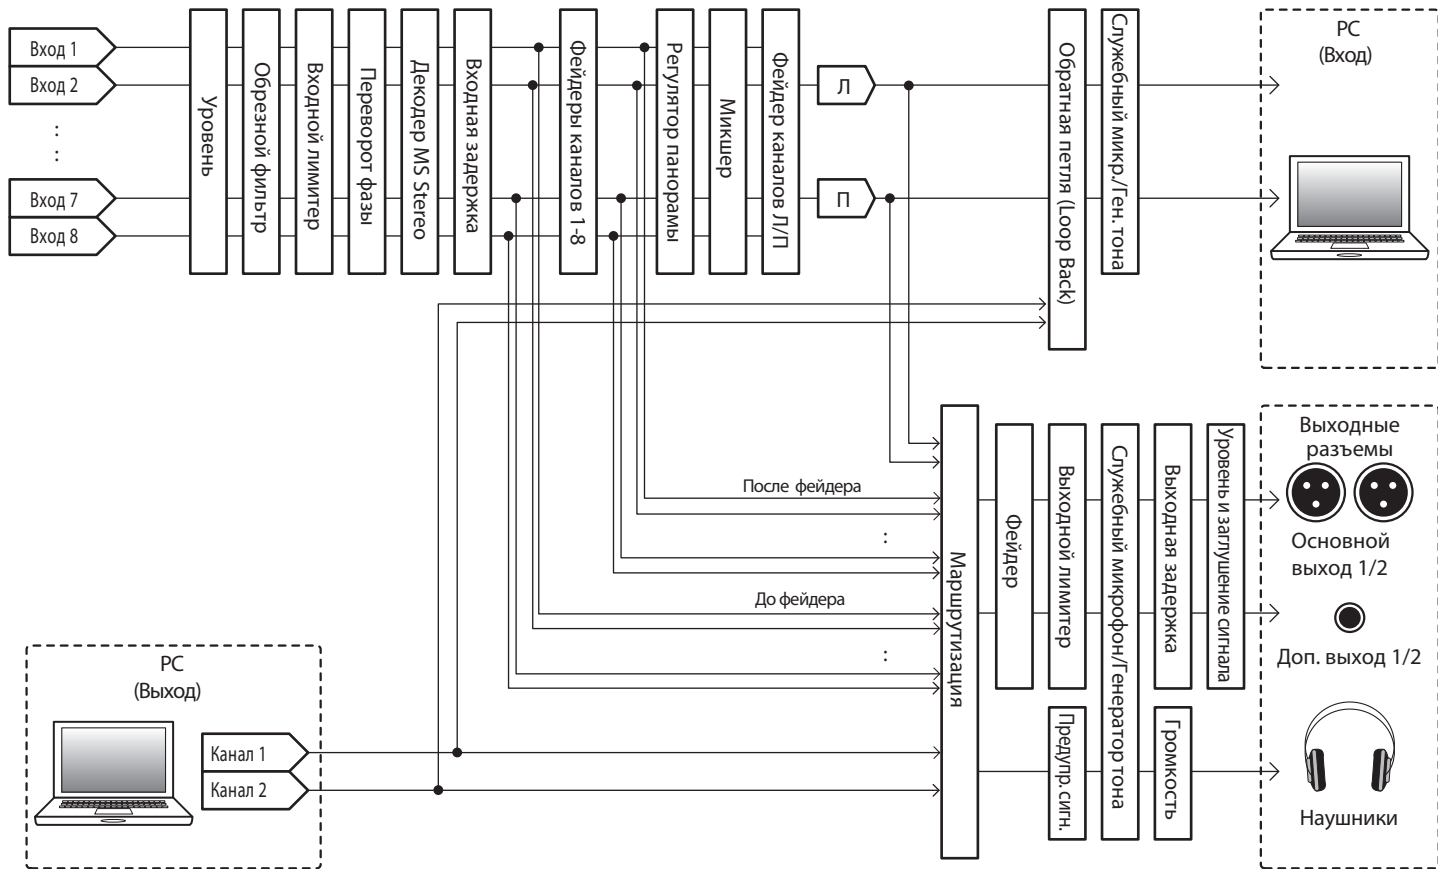 Вход 1
Вход 2
:
:
Вход 7
Вход 8
Уровень
Обрезной фильтр
Входной лимитер
Переворот фазы
Декодер MS Stereo
Входная задержка
Фейдеры каналов 1-8
Регулятор панорамы
Микшер
Фейдер каналов Л/П
Л
П
Обратная петля (Loop Back)
Служебный микр./Ген. тона
PC
(Вход)
После фейдера
:
До фейдера
:
Маршрутизация
Фейдер
Выходной лимитер
Служебный микрофон/Генератор тона
Выходная задержка
Уровень и заглушение сигнала
Предупр. сигн.
Громкость
Выходные
разъемы
Основной
выход 1/2
Доп. выход 1/2
Наушники
PC
(Выход)
Канал 1
Канал 2